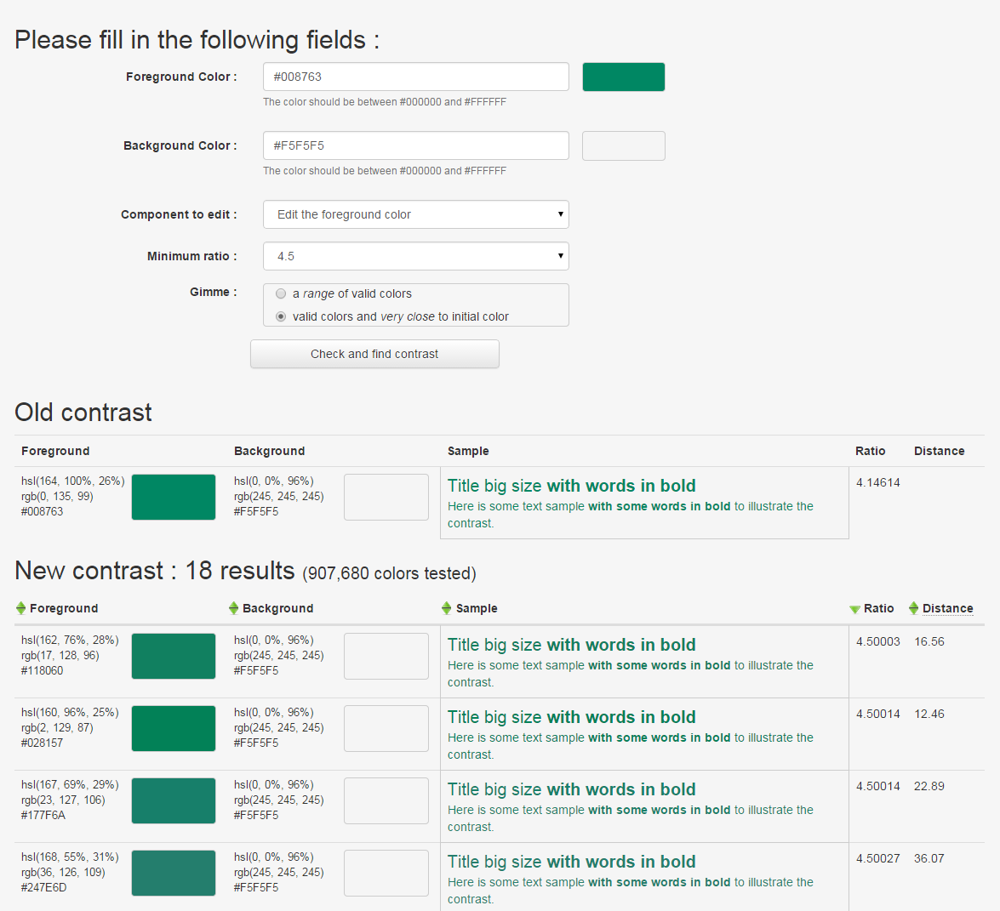 Please fill in the following fields :
Foreground Color :
#008763
The color should be between #000000 and #FFFFFF
Background Color :
#F5F5F5
The color should be between #000000 and #FFFFFF
Component to edit :
Edit the foreground color
Minimum ratio :
4.5
Gimme :
a range of valid colors
valid colors and very close to initial color
Check and find contrast
Old contrast
Foreground Background Sample Ratio Distance
hsl(164, 100%, 26%)
rgb(0, 135, 99)
#008763
hsl(0, 0%, 96%)
rgb(245, 245, 245)
#F5F5F5
Title big size with words in bold
Here is some text sample with some words in bold to illustrate the
contrast.
4.14614
New contrast : 18 results (907,680 colors tested)
Foreground Background Sample Ratio Distance
hsl(162, 76%, 28%)
rgb(17, 128, 96)
#118060
hsl(0, 0%, 96%)
rgb(245, 245, 245)
#F5F5F5
Title big size with words in bold
Here is some text sample with some words in bold to illustrate the
contrast.
4.50003 16.56
hsl(160, 96%, 25%)
rgb(2, 129, 87)
#028157
hsl(0, 0%, 96%)
rgb(245, 245, 245)
#F5F5F5
Title big size with words in bold
Here is some text sample with some words in bold to illustrate the
contrast.
4.50014 12.46
hsl(167, 69%, 29%)
rgb(23, 127, 106)
#177F6A
hsl(0, 0%, 96%)
rgb(245, 245, 245)
#F5F5F5
Title big size with words in bold
Here is some text sample with some words in bold to illustrate the
contrast.
4.50014 22.89
hsl(168, 55%, 31%)
rgb(36, 126, 109)
#247E6D
hsl(0, 0%, 96%)
rgb(245, 245, 245)
#F5F5F5
Title big size with words in bold
Here is some text sample with some words in bold to illustrate the
contrast.
4.50027 36.07